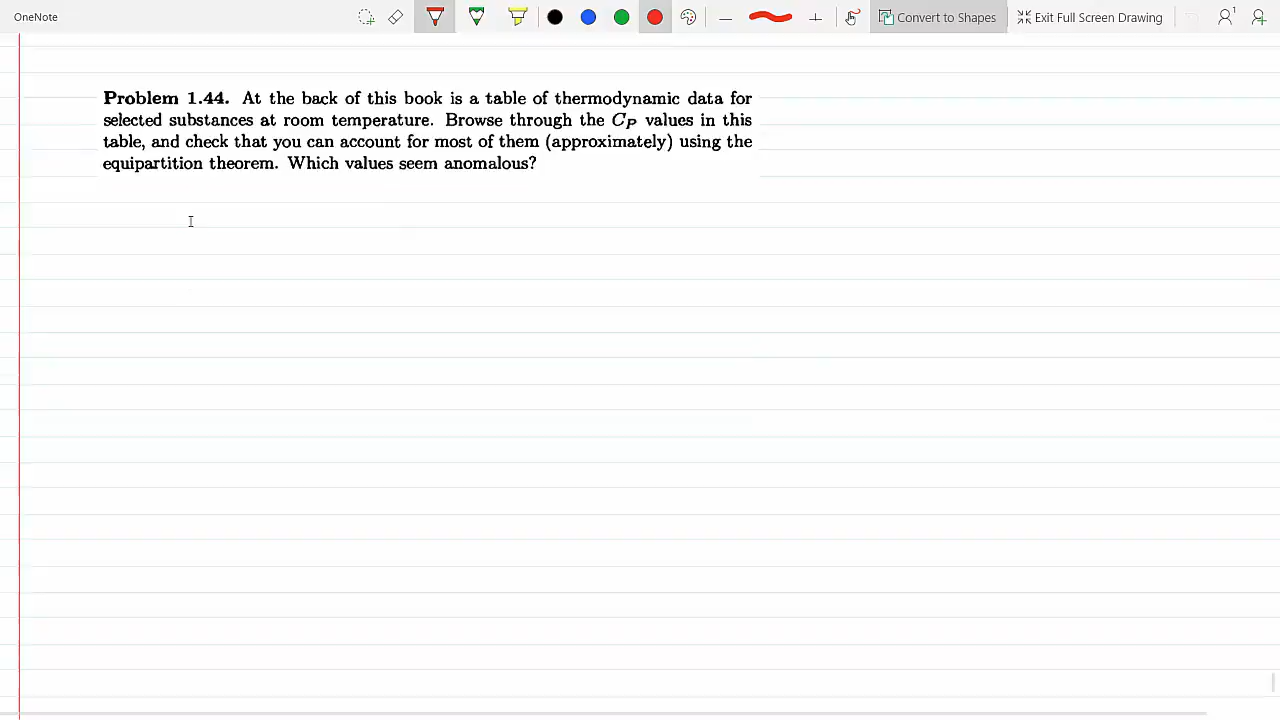 OneNote
Convert to Shapes
Exit Full Screen Drawing
Problem 1.44. At the back of this book is a table of thermodynamic data for
selected substances at room temperature. Browse through the C_P values in this
table, and check that you can account for most of them (approximately) using the
equipartition theorem. Which values seem anomalous?